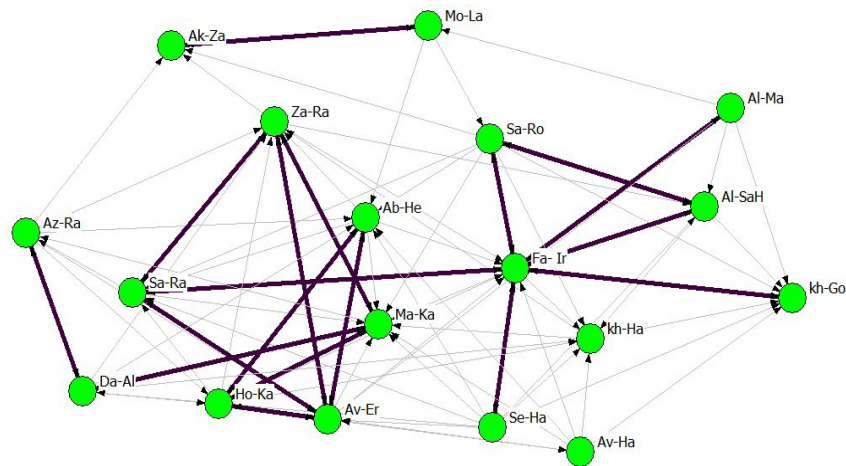 Mo-La
Ak-Za
Al-Ma
Za-Ra
Sa-Ro
Al-SaH
Ab-He
Az-Ra
Fa- Ir
Sa-Ra
kh-Go
Ma-Ka
kh-Ha
Da-Al
Ho-Ka
Av-Er
Se-Ha
Av-Ha